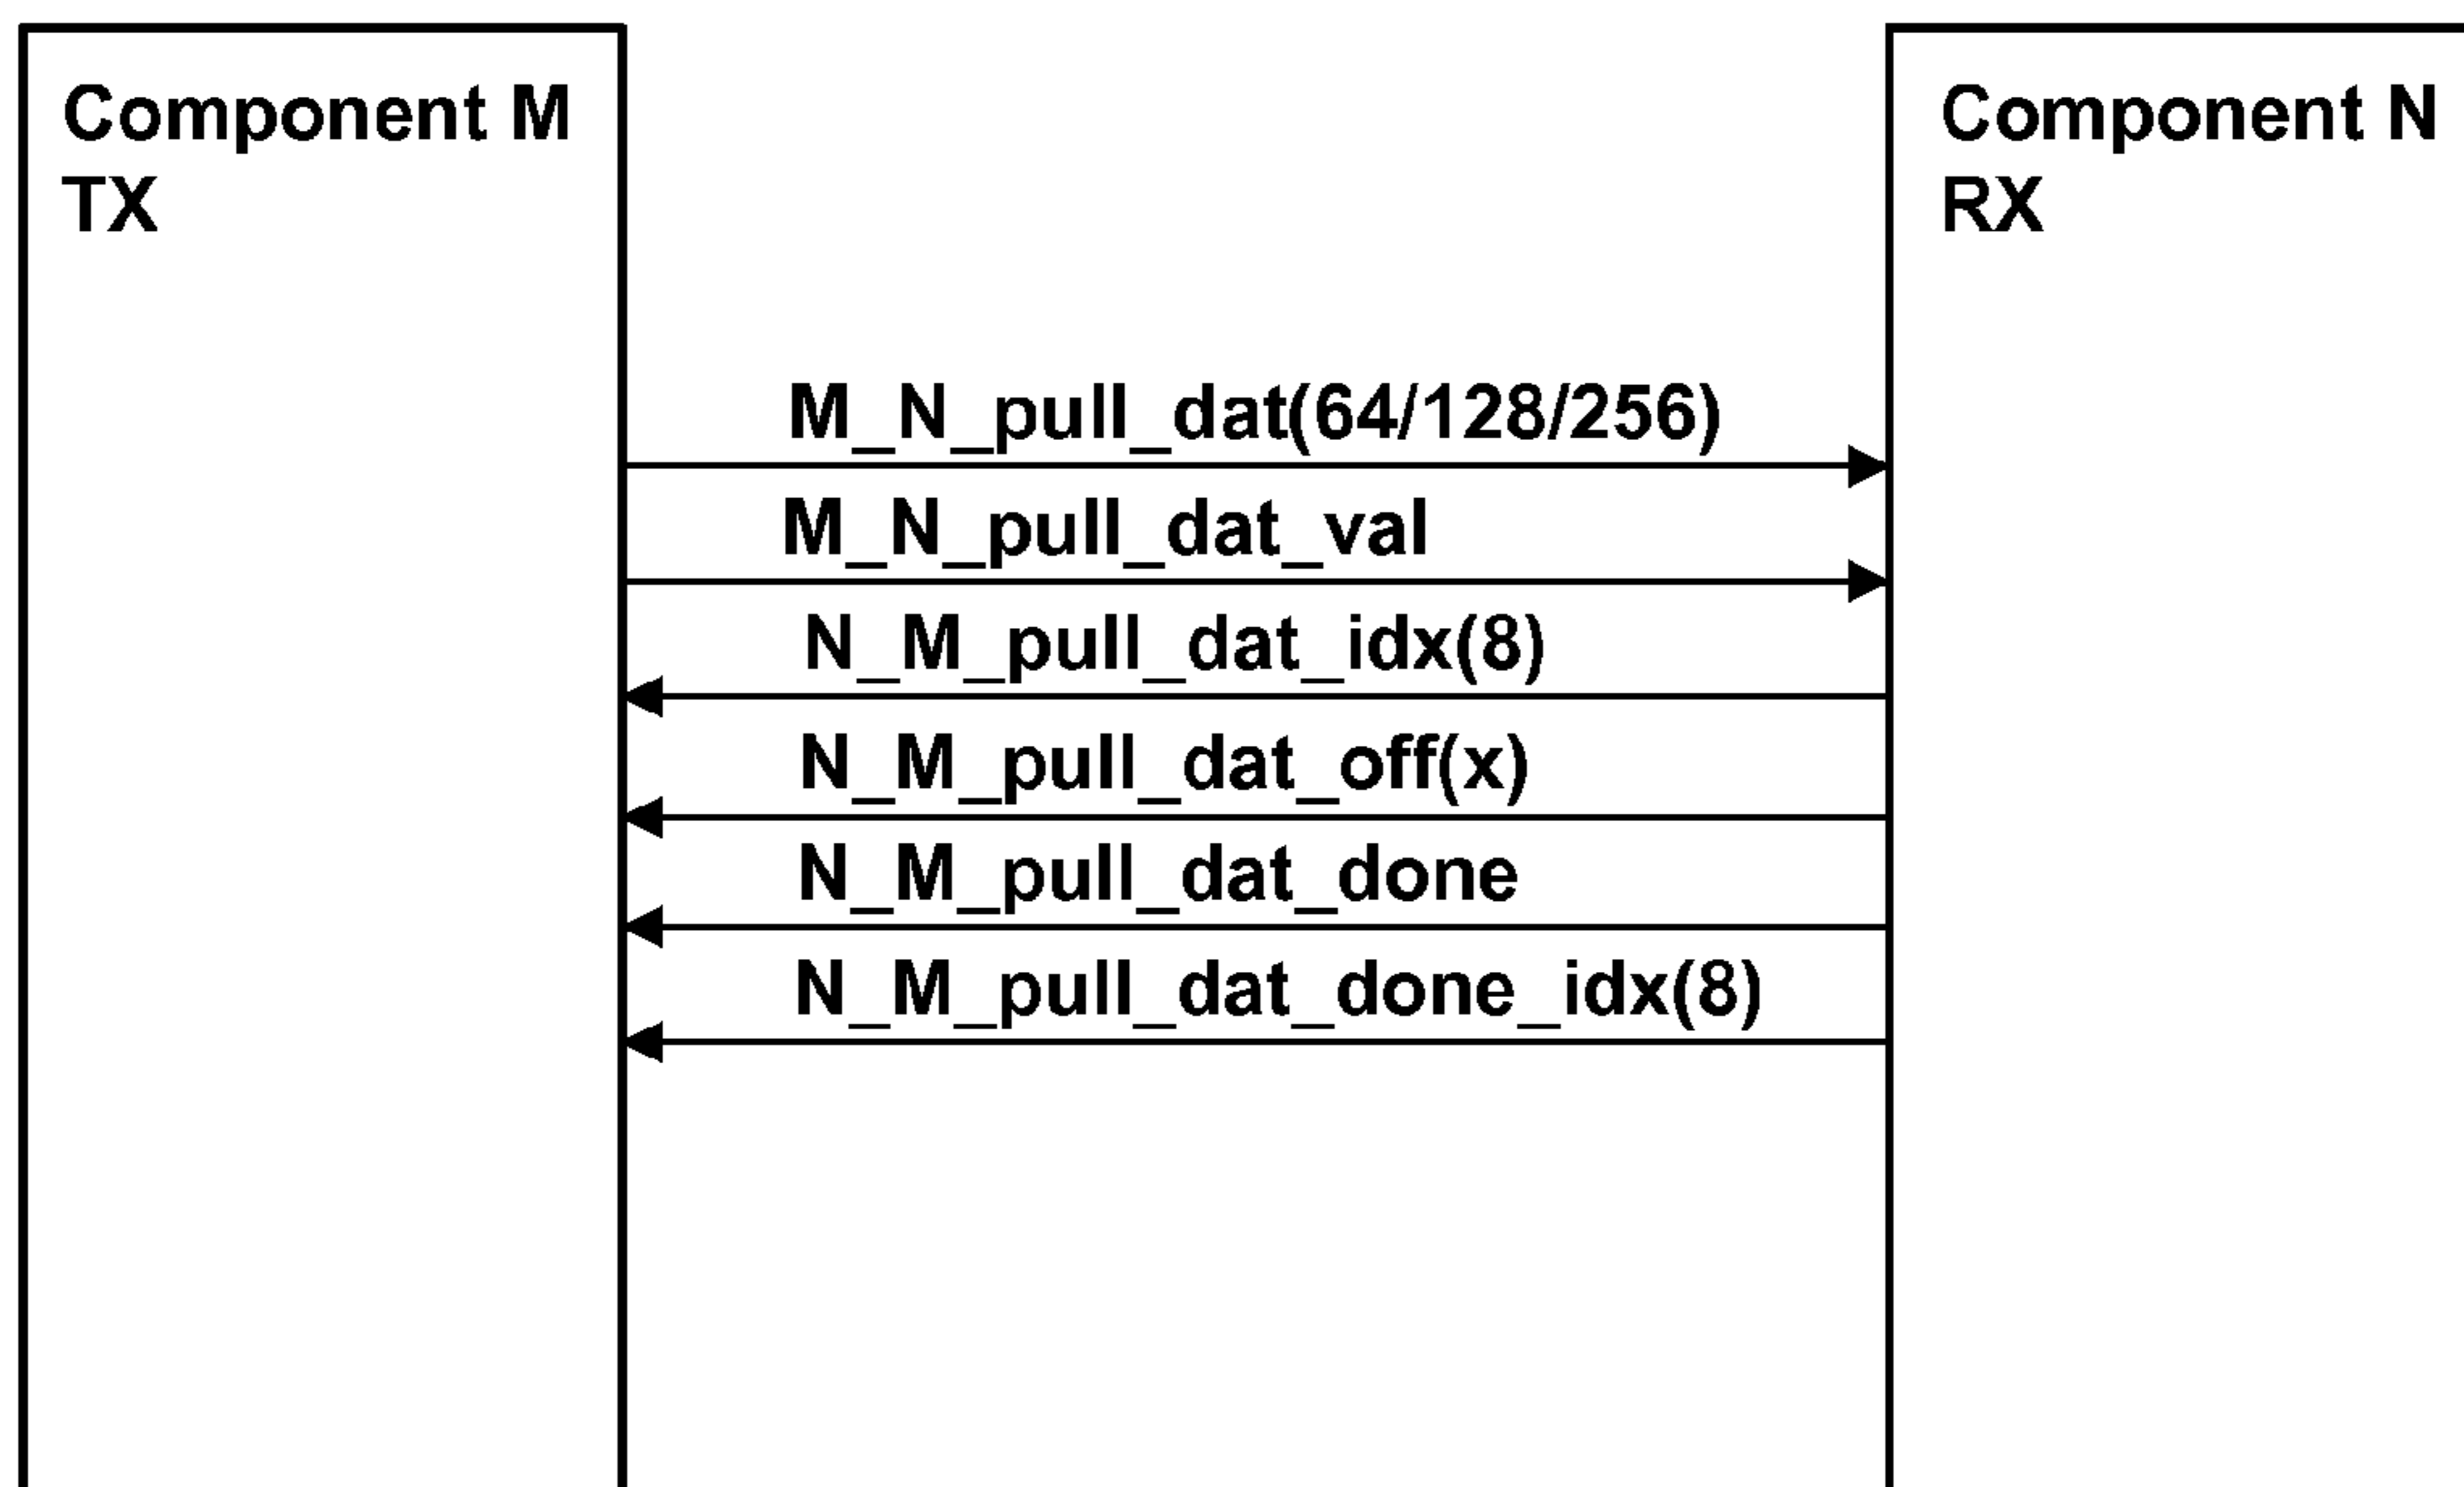 Component M
TX
Component N
RX
M_N_pull_dat(64/128/256)
M_N_pull_dat_val
N_M_pull_dat_idx(8)
N_M_pull_dat_off(x)
N_M_pull_dat_done
N_M_pull_dat_done_idx(8)